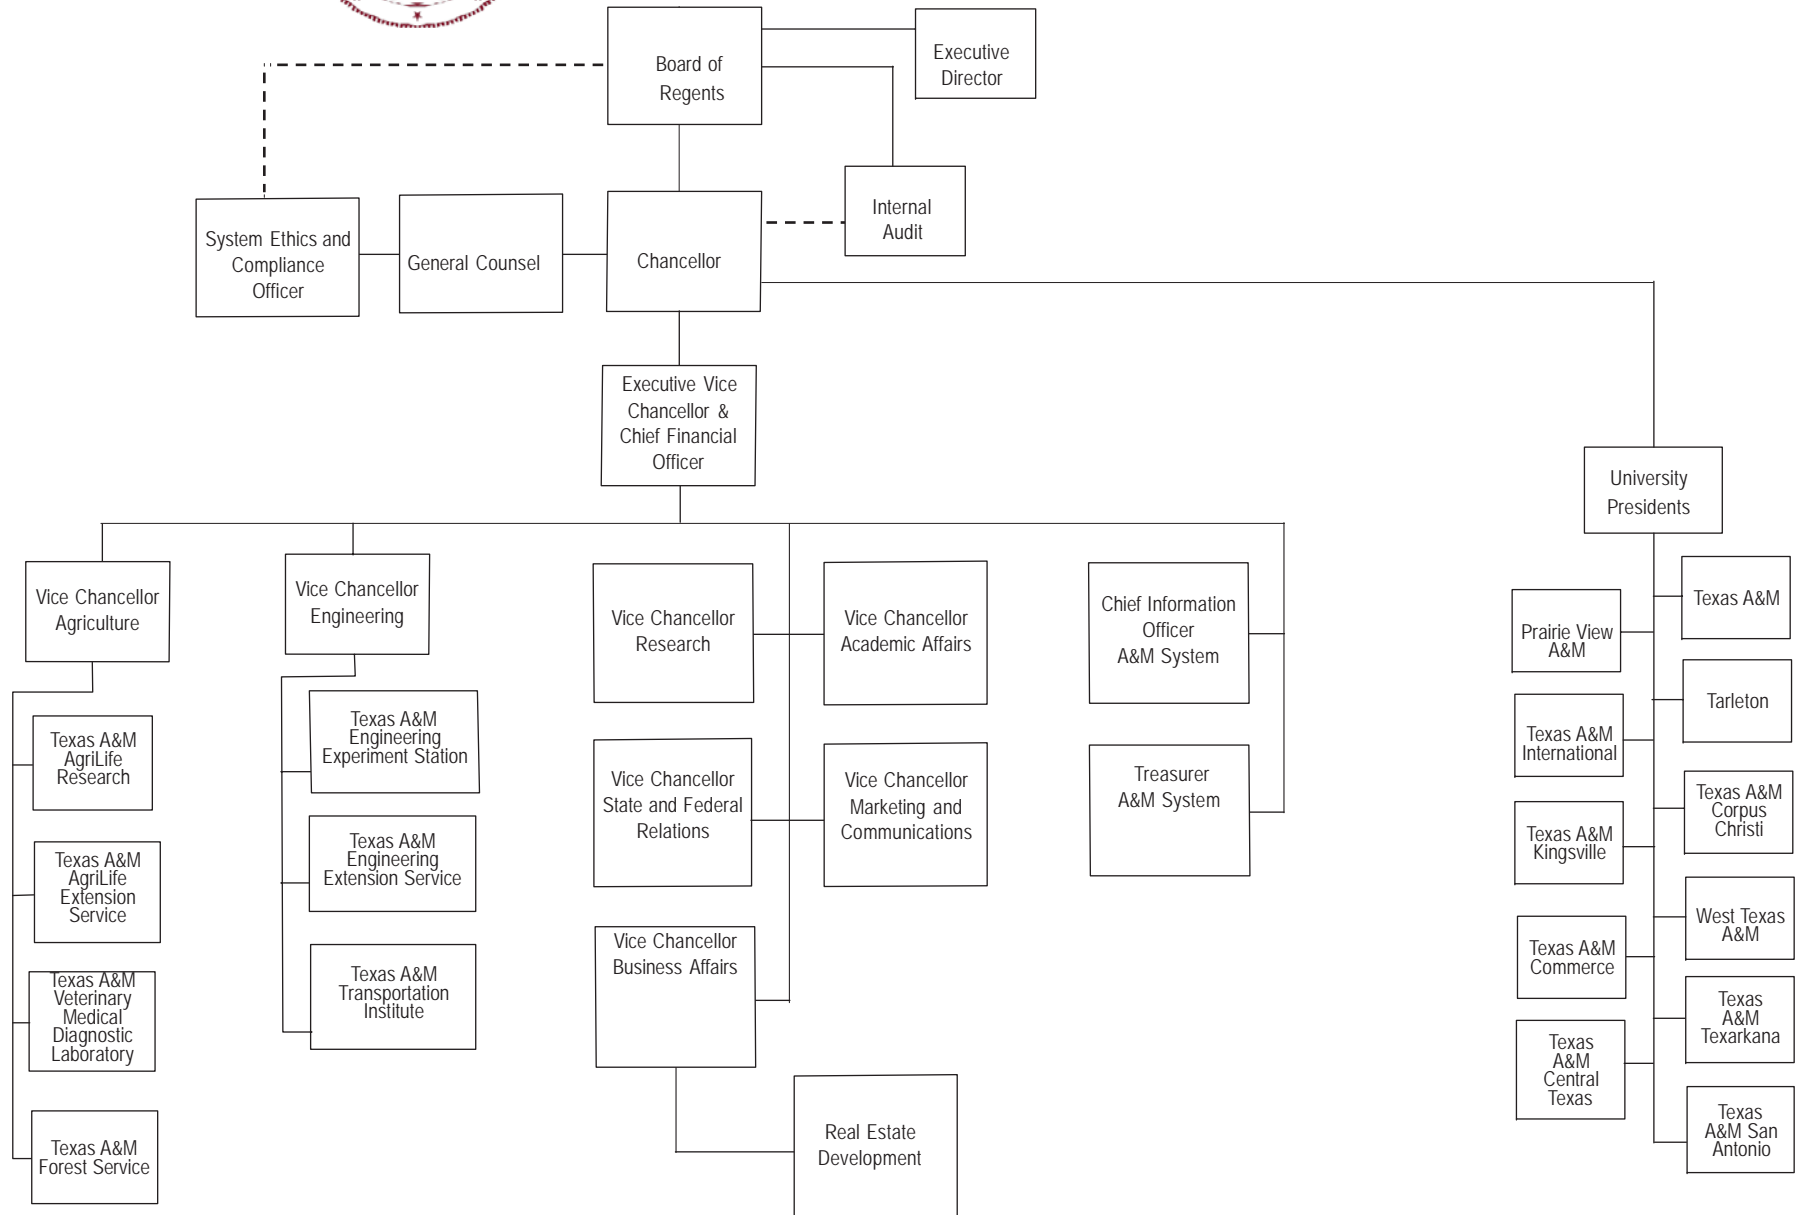 Board of
Regents
Executive
Director
Internal
Audit
System Ethics and
Compliance
Officer
General Counsel
Chancellor
Executive Vice
Chancellor &
Chief Financial
Officer
University
Presidents
Vice Chancellor
Agriculture
Vice Chancellor
Engineering
Vice Chancellor
Research
Vice Chancellor
Academic Affairs
Chief Information
Officer
A&M System
Texas A&M
AgriLife
Research
Texas A&M
AgriLife
Extension
Service
Texas A&M
Veterinary
Medical
Diagnostic
Laboratory
Texas A&M
Forest Service
Texas A&M
Engineering
Experiment Station
Texas A&M
Engineering
Extension Service
Texas A&M
Transportation
Institute
Vice Chancellor
State and Federal
Relations
Vice Chancellor
Marketing and
Communications
Treasurer
A&M System
Vice Chancellor
Business Affairs
Real Estate
Development
Texas A&M
Prairie View
A&M
Tarleton
Texas A&M
International
Texas A&M
Corpus
Christi
Texas A&M
Kingsville
West Texas
A&M
Texas A&M
Commerce
Texas
A&M
Texarkana
Texas
A&M
Central
Texas
Texas
A&M San
Antonio